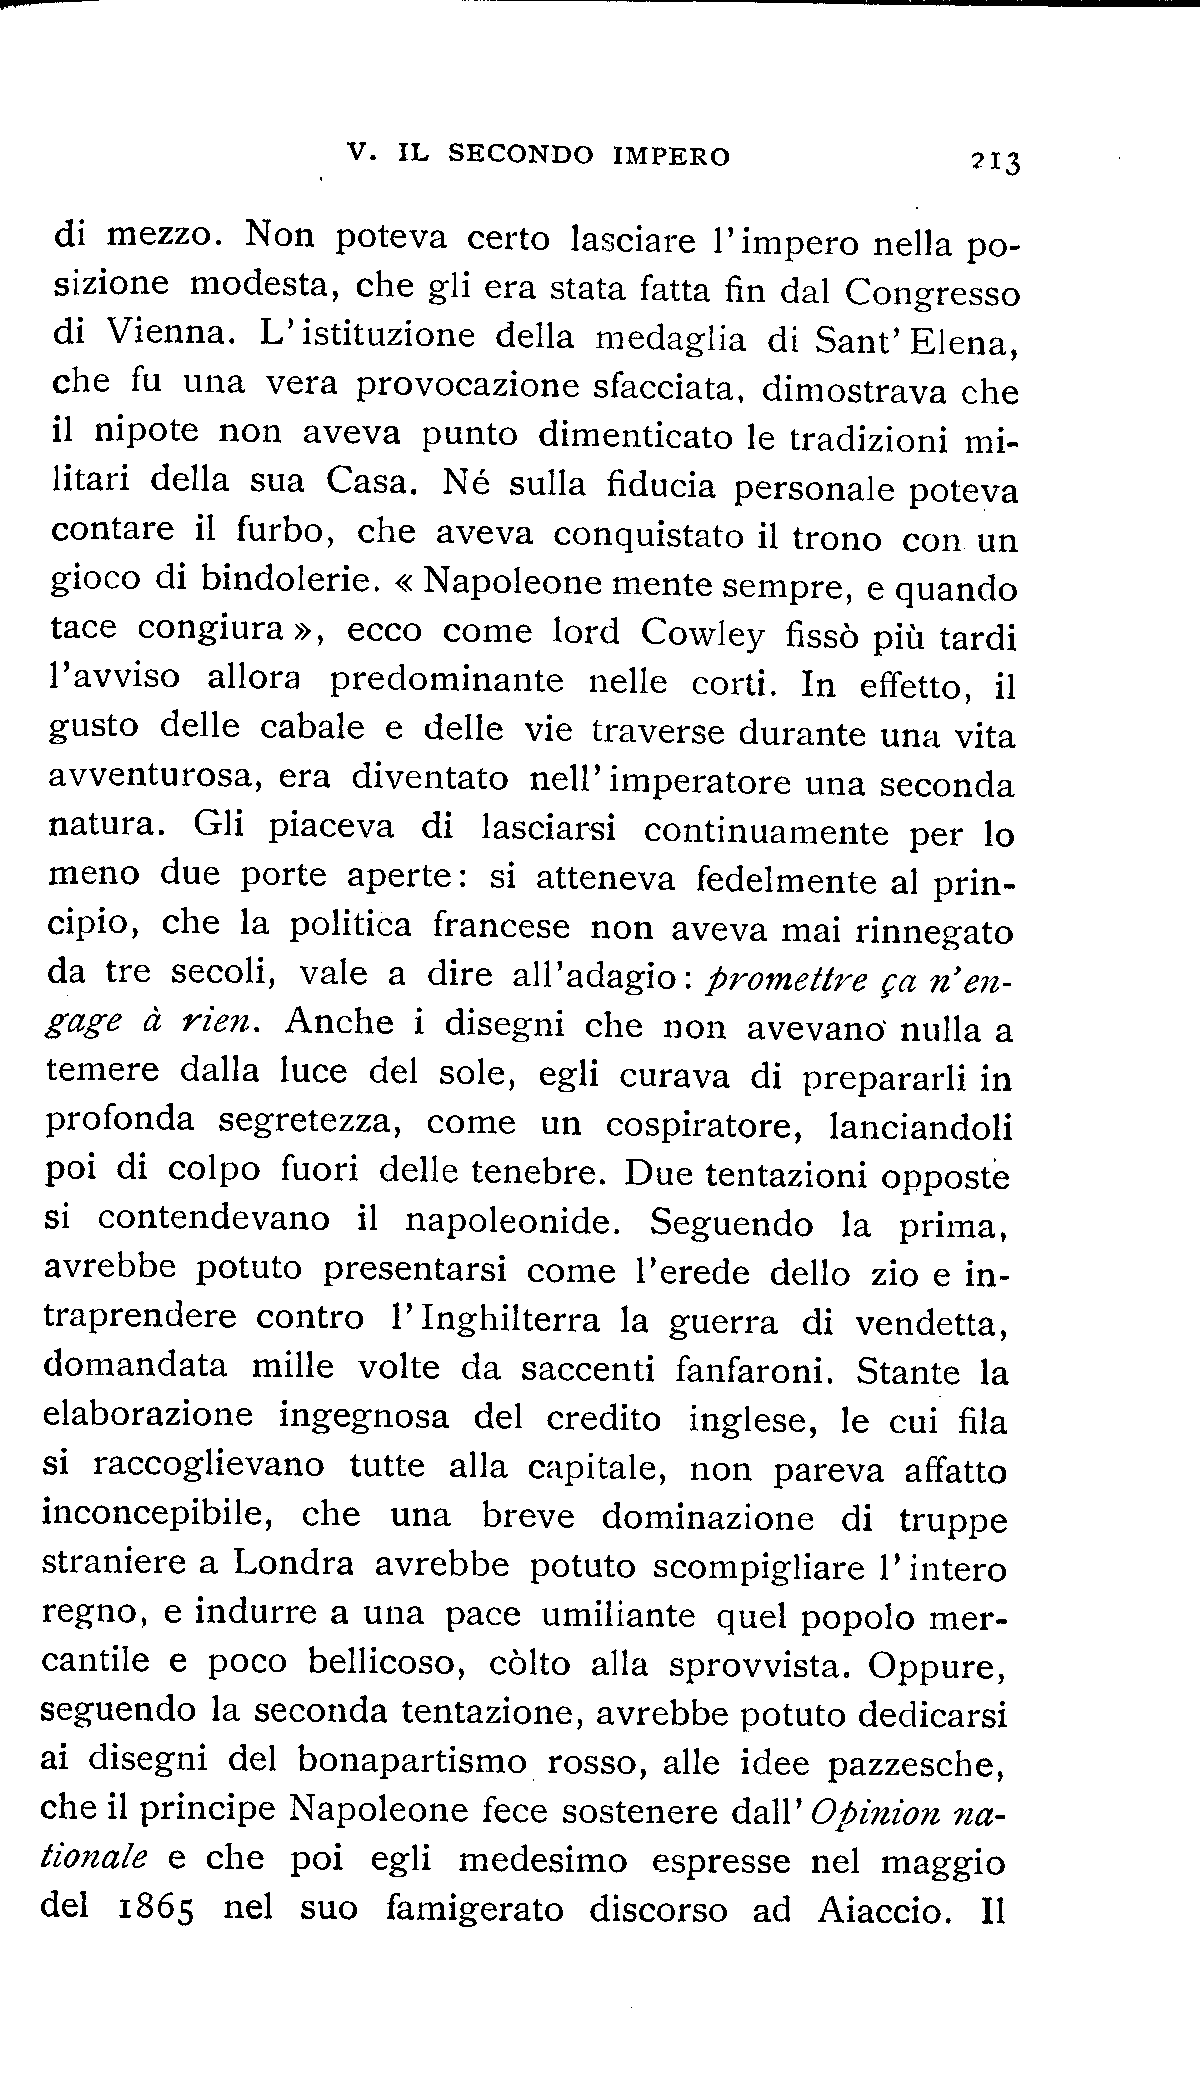 V. IL SECONDO IMPERO 213
di mezzo. Non poteva certo lasciare l'impero nella po-
sizione modesta, che gli era stata fatta fin dal Congresso
di Vienna. L'istituzione della medaglia di Sant' Elena,
che fu una vera provocazione sfacciata, dimostrava che
il nipote non aveva punto dimenticato le tradizioni mi-
litari della sua Casa. Né sulla fiducia personale poteva
contare il furbo, che aveva conquistato il trono con un
gioco di bindolerie. « Napoleone mente sempre, e quando
tace congiura », ecco come lord Cowley fissò più tardi
l'avviso allora predominante nelle corti. In effetto, il
gusto delle cabale e delle vie traverse durante una vita
avventurosa, era diventato nell' imperatore una seconda
natura. Gli piaceva di lasciarsi continuamente per lo
meno due porte aperte: si atteneva fedelmente al prin-
cipio, che la politica francese non aveva mai rinnegato
da tre secoli, vale a dire all'adagio: promettre ça n'en-
gage à rien. Anche i disegni che non avevano nulla a
temere dalla luce del sole, egli curava di prepararli in
profonda segretezza, come un cospiratore, lanciandoli
poi di colpo fuori delle tenebre. Due tentazioni opposte
si contendevano il napoleonide. Seguendo la prima,
avrebbe potuto presentarsi come l'erede dello zio e in-
traprendere contro l' Inghilterra la guerra di vendetta,
domandata mille volte da saccenti fanfaroni. Stante la
elaborazione ingegnosa del credito inglese, le cui fila
si raccoglievano tutte alla capitale, non pareva affatto
inconcepibile, che una breve dominazione di truppe
straniere a Londra avrebbe potuto scompigliare l' intero
regno, e indurre a una pace umiliante quel popolo mer-
cantile e poco bellicoso, còlto alla sprovvista. Oppure,
seguendo la seconda tentazione, avrebbe potuto dedicarsi
ai disegni del bonapartismo rosso, alle idee pazzesche,
che il principe Napoleone fece sostenere dall' Opinion na-
tionale e che poi egli medesimo espresse nel maggio
del 1865 nel suo famigerato discorso ad Aiaccio. Il